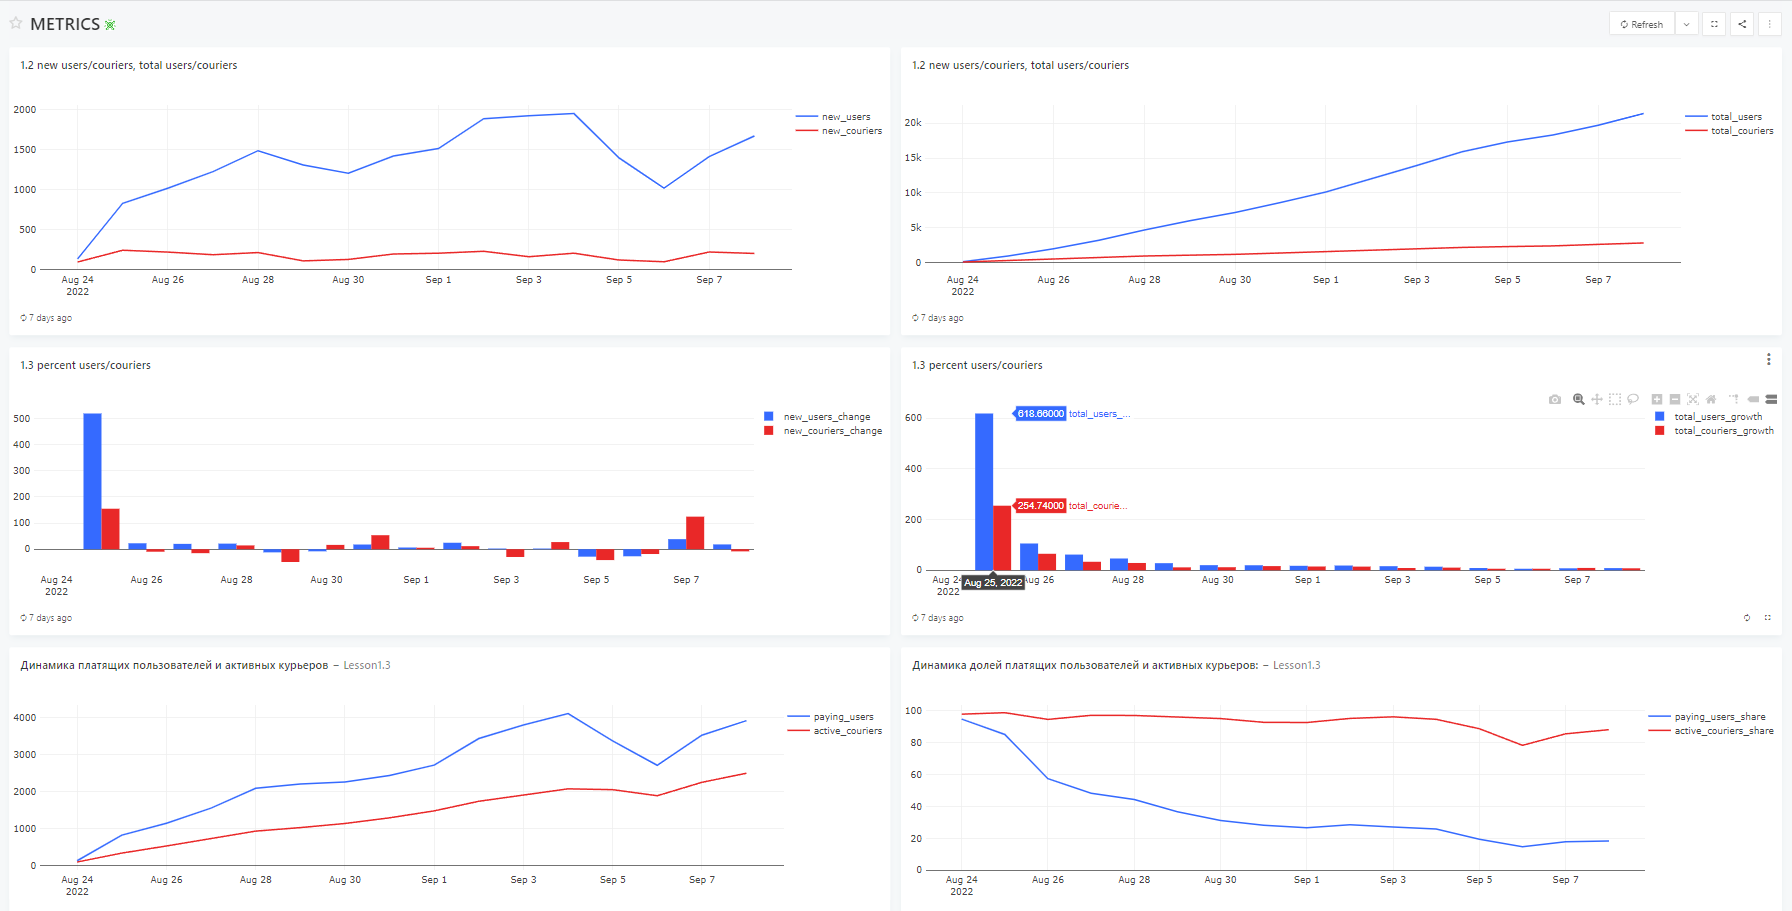 METRICS
Refresh
1.2 new users/couriers, total users/couriers
2000
1500
1000
500
0
Aug 24
2022
Aug 26
Aug 28
Aug 30
Sep 1
Sep 3
Sep 5
Sep 7
new_users
new_couriers
7 days ago
1.2 new users/couriers, total users/couriers
20k
15k
10k
5k
0
Aug 24
2022
Aug 26
Aug 28
Aug 30
Sep 1
Sep 3
Sep 5
Sep 7
total_users
total_couriers
7 days ago
1.3 percent users/couriers
500
400
300
200
100
0
Aug 24
2022
Aug 26
Aug 28
Aug 30
Sep 1
Sep 3
Sep 5
Sep 7
new_users_change
new_couriers_change
7 days ago
1.3 percent users/couriers
600
400
200
0
618.66000 total_users_...
254.74000 total_courie...
Aug 24
2022
Aug 25, 2022
Aug 26
Aug 28
Aug 30
Sep 1
Sep 3
Sep 5
Sep 7
total_users_growth
total_couriers_growth
7 days ago
Динамика платящих пользователей и активных курьеров – Lesson1.3
4000
3000
2000
1000
0
Aug 24
2022
Aug 26
Aug 28
Aug 30
Sep 1
Sep 3
Sep 5
Sep 7
paying_users
active_couriers
Динамика долей платящих пользователей и активных курьеров: – Lesson1.3
100
80
60
40
20
0
Aug 24
2022
Aug 26
Aug 28
Aug 30
Sep 1
Sep 3
Sep 5
Sep 7
paying_users_share
active_couriers_share